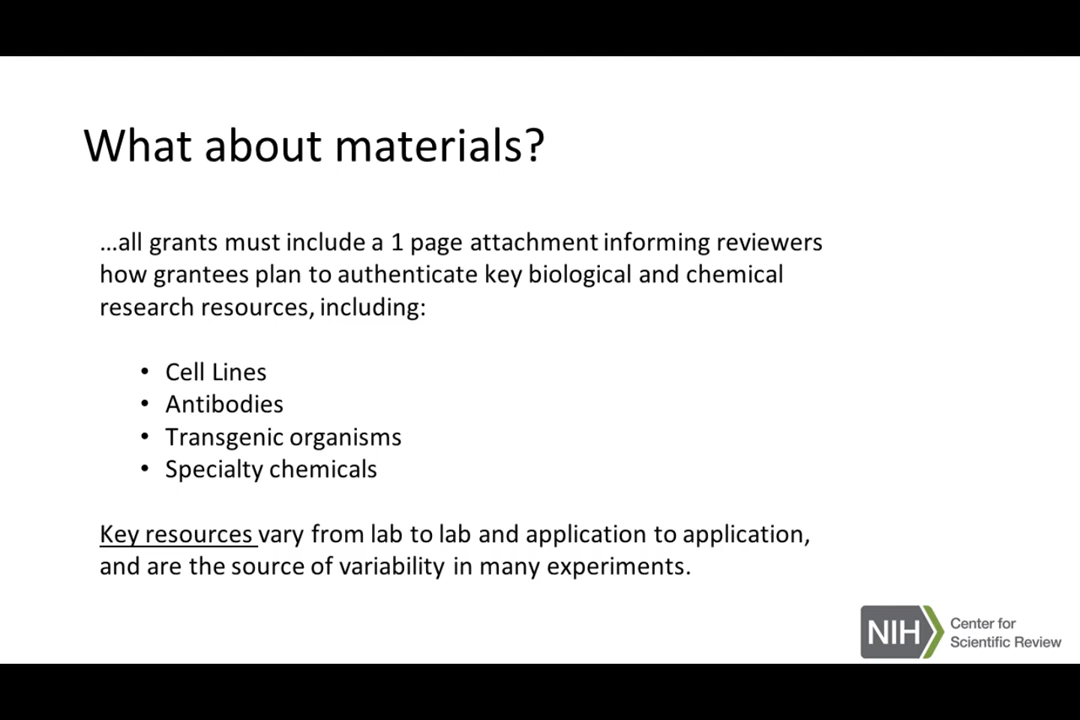 What about materials?
...all grants must include a 1 page attachment informing reviewers
how grantees plan to authenticate key biological and chemical
research resources, including:
• Cell Lines
• Antibodies
• Transgenic organisms
• Specialty chemicals
Key resources vary from lab to lab and application to application,
and are the source of variability in many experiments.
NIH
Center for
Scientific Review